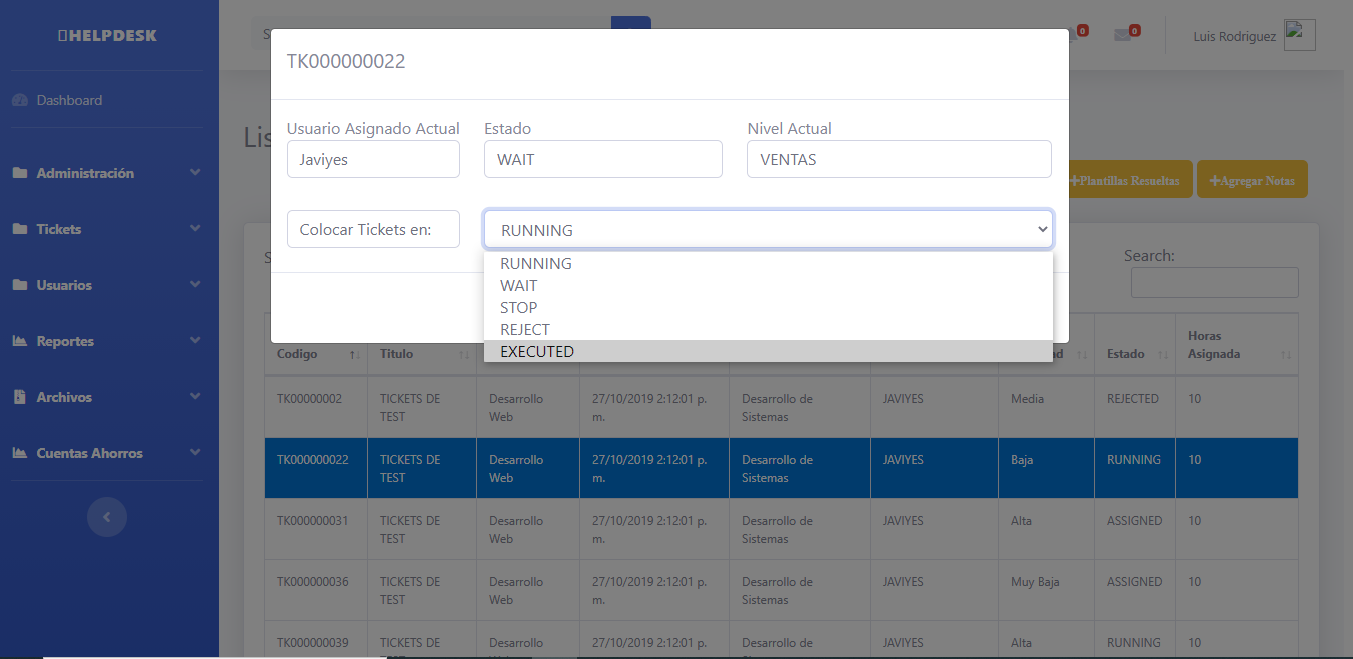 HELPDESK
Dashboard
Administración
Tickets
Usuarios
Reportes
Archivos
Cuentas Ahorros
0
0
Luis Rodríguez
Lis
Plantillas Resueltas
Agregar Notas
TK000000022
Usuario Asignado Actual Estado Nivel Actual
Javiyes WAIT VENTAS
Colocar Tickets en: RUNNING
RUNNING
WAIT
STOP
REJECT
EXECUTED
S
Search:
Codigo Título Estado Horas Asignada
TK00000002 TICKETS DE TEST Desarrollo Web 27/10/2019 2:12:01 p. m. Desarrollo de Sistemas JAVIYES Media REJECTED 10
TK000000022 TICKETS DE TEST Desarrollo Web 27/10/2019 2:12:01 p. m. Desarrollo de Sistemas JAVIYES Baja RUNNING 10
TK000000031 TICKETS DE TEST Desarrollo Web 27/10/2019 2:12:01 p. m. Desarrollo de Sistemas JAVIYES Alta ASSIGNED 10
TK000000036 TICKETS DE TEST Desarrollo Web 27/10/2019 2:12:01 p. m. Desarrollo de Sistemas JAVIYES Muy Baja ASSIGNED 10
TK000000039 TICKETS DE Desarrollo 27/10/2019 2:12:01 p. Desarrollo de JAVIYES Alta RUNNING 10